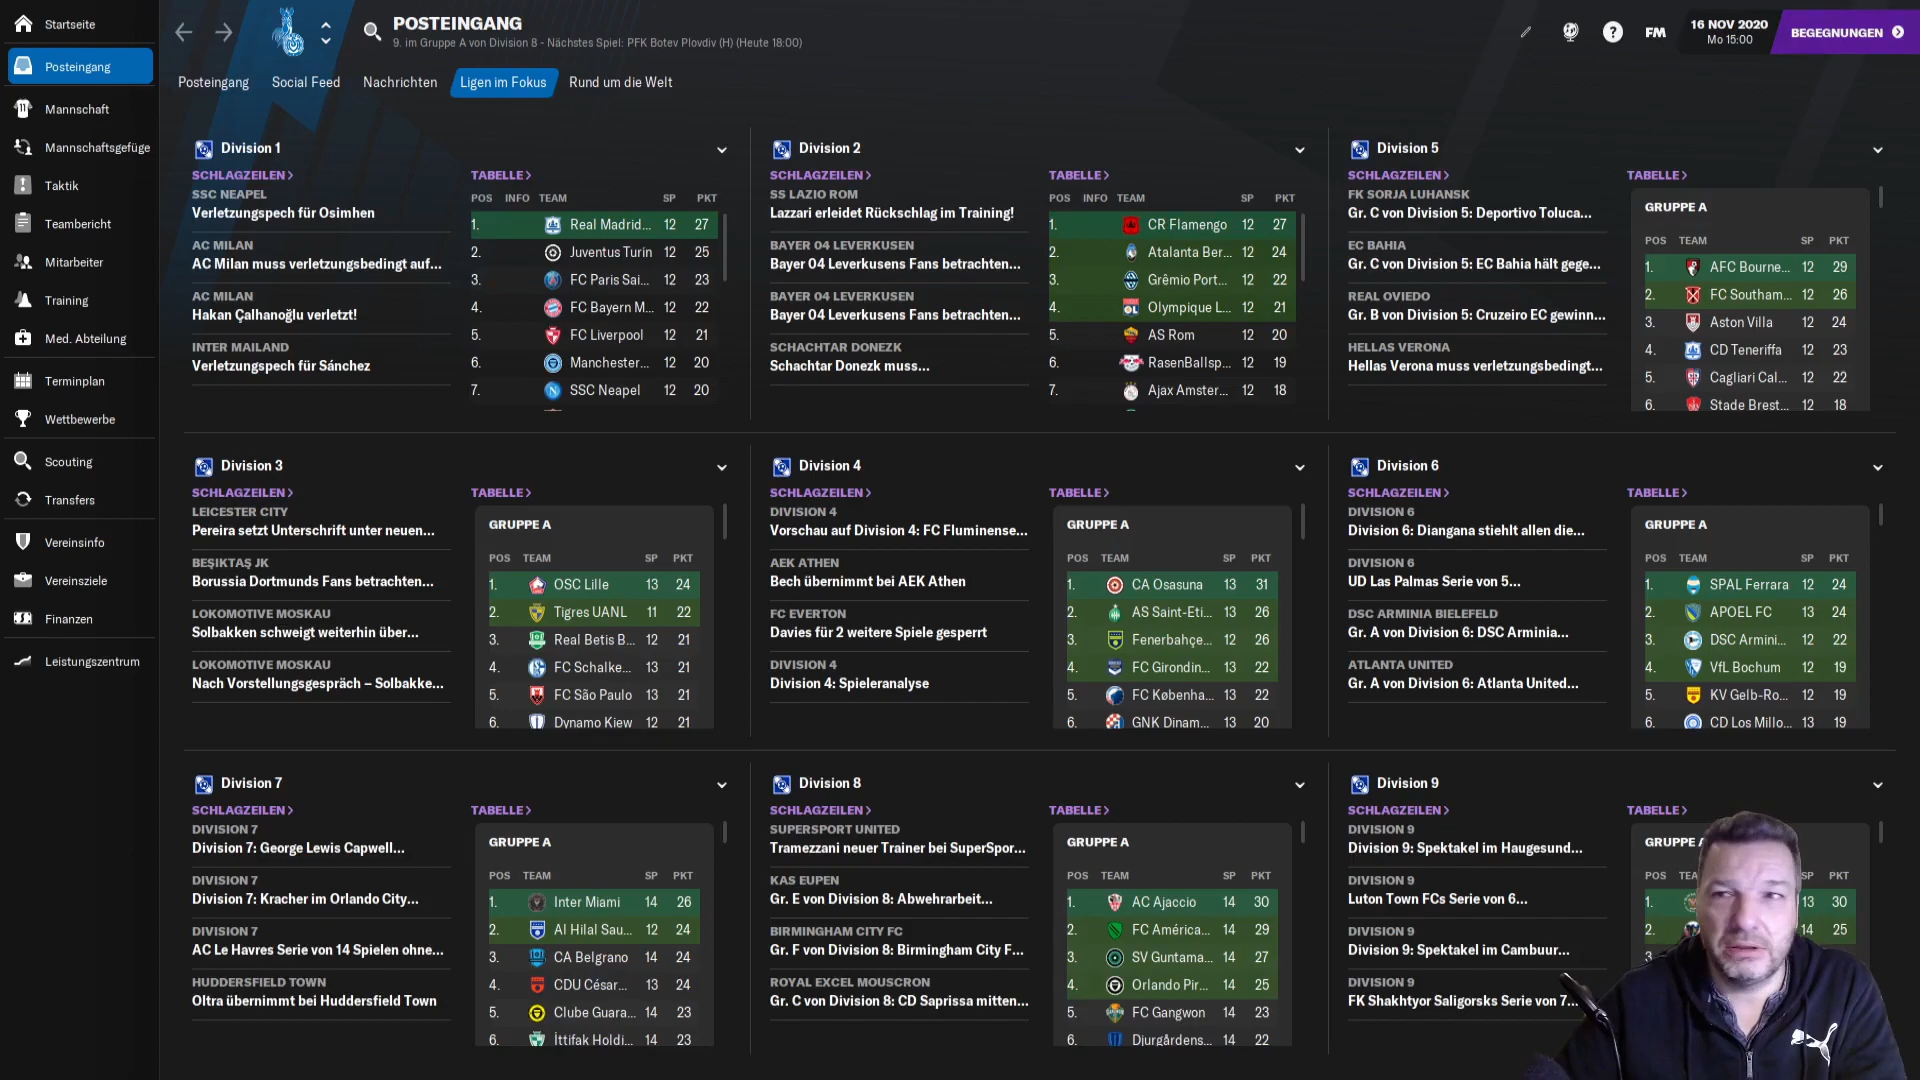 Startseite
Posteingang
Mannschaft
Mannschaftsgefüge
Taktik
Teambericht
Mitarbeiter
Training
Med. Abteilung
Terminplan
Wettbewerbe
Scouting
Transfers
Vereinsinfo
Vereinsziele
Finanzen
Leistungszentrum
POSTEINGANG
9. im Gruppe A von Division 8 - Nächstes Spiel: PFK Botev Plovdiv (H) (Heute 18:00)
FM
16 NOV 2020
Mo 15:00
BEGEGNUNGEN
Posteingang Social Feed Nachrichten Ligen im Fokus Rund um die Welt
Division 1
SCHLAGZEILEN
SSC NEAPEL
Verletzungspech für Osimhen
AC MILAN
AC Milan muss verletzungsbedingt auf...
AC MILAN
Hakan Çalhanoğlu verletzt!
INTER MAILAND
Verletzungspech für Sánchez
TABELLE
POS INFO TEAM SP PKT
1. Real Madrid... 12 27
2. Juventus Turin 12 25
3. FC Paris Sai... 12 23
4. FC Bayern M... 12 22
5. FC Liverpool 12 21
6. Manchester... 12 20
7. SSC Neapel 12 20
Division 2
SCHLAGZEILEN
SS LAZIO ROM
Lazzari erleidet Rückschlag im Training!
BAYER 04 LEVERKUSEN
Bayer 04 Leverkusens Fans betrachten...
BAYER 04 LEVERKUSEN
Bayer 04 Leverkusens Fans betrachten...
SCHACHTAR DONEZK
Schachtar Donezk muss...
TABELLE
POS INFO TEAM SP PKT
1. CR Flamengo 12 27
2. Atalanta Ber... 12 24
3. Grêmio Port... 12 22
4. Olympique L... 12 21
5. AS Rom 12 20
6. RasenBallsp... 12 19
7. Ajax Amster... 12 18
Division 5
SCHLAGZEILEN
FK SORJA LUHANSK
Gr. C von Division 5: Deportivo Toluca...
EC BAHIA
Gr. C von Division 5: EC Bahia hält gege...
REAL OVIEDO
Gr. B von Division 5: Cruzeiro EC gewinn...
HELLAS VERONA
Hellas Verona muss verletzungsbedingt...
TABELLE
GRUPPE A
POS TEAM SP PKT
1. AFC Bourne... 12 29
2. FC Southam... 12 26
3. Aston Villa 12 24
4. CD Teneriffa 12 23
5. Cagliari Cal... 12 22
6. Stade Brest... 12 18
Division 3
SCHLAGZEILEN
LEICESTER CITY
Pereira setzt Unterschrift unter neuen...
BEŞIKTAŞ JK
Borussia Dortmunds Fans betrachten...
LOKOMOTIVE MOSKAU
Solbakken schweigt weiterhin über...
LOKOMOTIVE MOSKAU
Nach Vorstellungsgespräch – Solbakke...
TABELLE
GRUPPE A
POS TEAM SP PKT
1. OSC Lille 13 24
2. Tigres UANL 11 22
3. Real Betis B... 12 21
4. FC Schalke... 13 21
5. FC São Paulo 13 21
6. Dynamo Kiew 12 21
Division 4
SCHLAGZEILEN
DIVISION 4
Vorschau auf Division 4: FC Fluminense...
AEK ATHEN
Bech übernimmt bei AEK Athen
FC EVERTON
Davies für 2 weitere Spiele gesperrt
DIVISION 4
Division 4: Spieleranalyse
TABELLE
GRUPPE A
POS TEAM SP PKT
1. CA Osasuna 13 31
2. AS Saint-Eti... 13 26
3. Fenerbahçe... 12 26
4. FC Girondin... 13 22
5. FC Københa... 13 22
6. GNK Dinam... 13 20
Division 6
SCHLAGZEILEN
DIVISION 6
Division 6: Diangana stiehlt allen die...
DIVISION 6
UD Las Palmas Serie von 5...
DSC ARMINIA BIELEFELD
Gr. A von Division 6: DSC Arminia...
ATLANTA UNITED
Gr. A von Division 6: Atlanta United...
TABELLE
GRUPPE A
POS TEAM SP PKT
1. SPAL Ferrara 12 24
2. APOEL FC 13 24
3. DSC Armini... 12 22
4. VfL Bochum 12 19
5. KV Gelb-Ro... 12 19
6. CD Los Millo... 13 19
Division 7
SCHLAGZEILEN
DIVISION 7
Division 7: George Lewis Capwell...
DIVISION 7
Division 7: Kracher im Orlando City...
DIVISION 7
AC Le Havres Serie von 14 Spielen ohne...
HUDDERSFIELD TOWN
Oltra übernimmt bei Huddersfield Town
TABELLE
GRUPPE A
POS TEAM SP PKT
1. Inter Miami 14 26
2. Al Hilal Sau... 12 24
3. CA Belgrano 14 24
4. CDU César... 13 24
5. Clube Guara... 14 23
6. İttifak Holdi... 14 23
Division 8
SCHLAGZEILEN
SUPERSPORT UNITED
Tramezzani neuer Trainer bei SuperSpor...
KAS EUPEN
Gr. E von Division 8: Abwehrarbeit...
BIRMINGHAM CITY FC
Gr. F von Division 8: Birmingham City F...
ROYAL EXCEL MOUSCRON
Gr. C von Division 8: CD Saprissa mitten...
TABELLE
GRUPPE A
POS TEAM SP PKT
1. AC Ajaccio 14 30
2. FC América... 14 29
3. SV Guntama... 14 27
4. Orlando Pir... 14 25
5. FC Gangwon 14 23
6. Djurgårdens... 14 22
Division 9
SCHLAGZEILEN
DIVISION 9
Division 9: Spektakel im Haugesund...
DIVISION 9
Luton Town FCs Serie von 6...
DIVISION 9
Division 9: Spektakel im Cambuur...
DIVISION 9
FK Shakhtyor Saligorsks Serie von 7...
TABELLE
GRUPPE A
POS TEAM SP PKT
1. 13 30
2. 14 25
3.